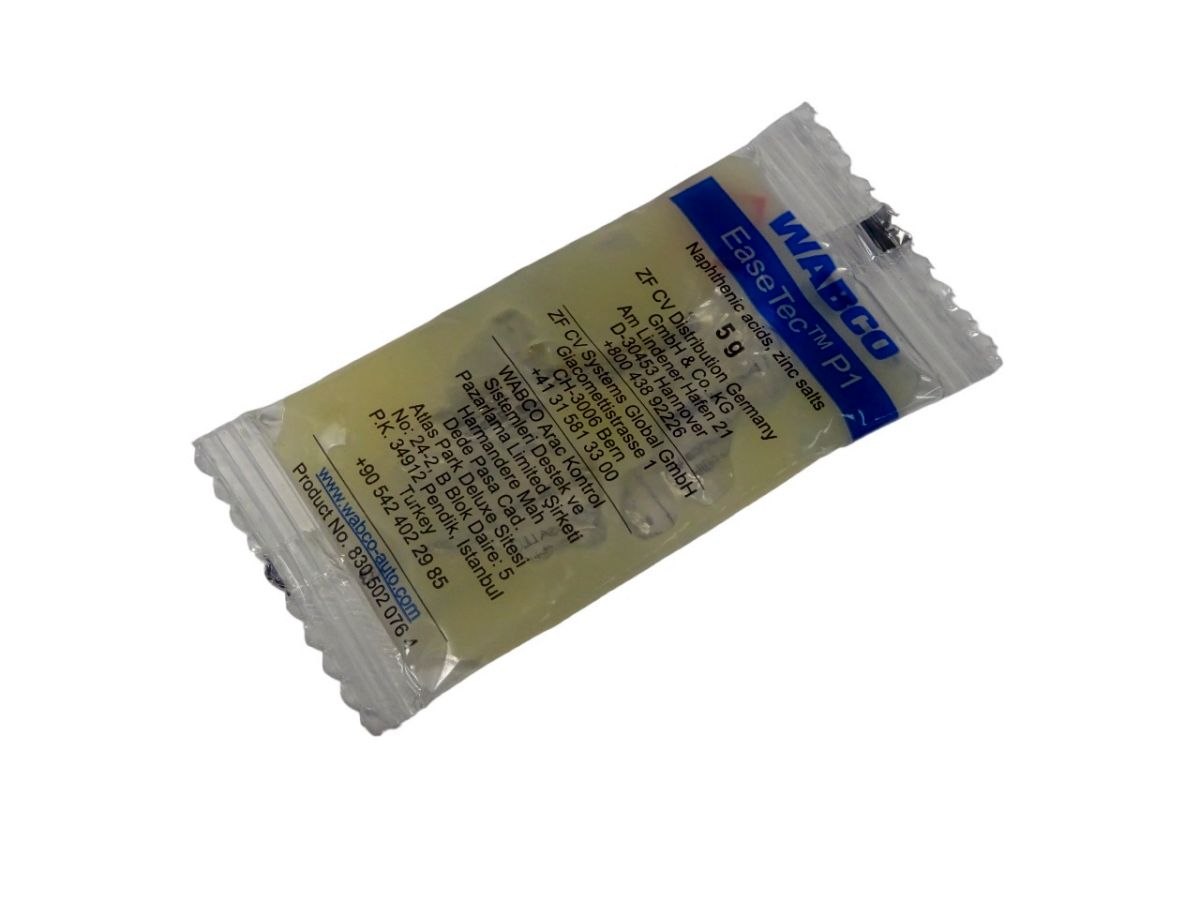 WABCO
EaseTec™ P1
Naphthenic acids, zinc salts
5 g
ZF CV Distribution Germany
GmbH & Co. KG
Am Lindener Hafen 21
D-30453 Hannover
+800 438 92226
ZF CV Systems Global GmbH
Giacomettistrasse 1
CH-3006 Bern
+41 31 581 33 00
WABCO Arac Kontrol
Sistemleri Destek ve
Pazarlama Limited Şirketi
Harmandere Mah
Dede Pasa Cad.
Atlas Park Deluxe Sitesi
No: 24-2, B Blok Daire: 5
P.K. 34912 Pendik, Istanbul
Turkey
+90 542 402 29 85
www.wabco-auto.com
Product No. 830 502 076 4